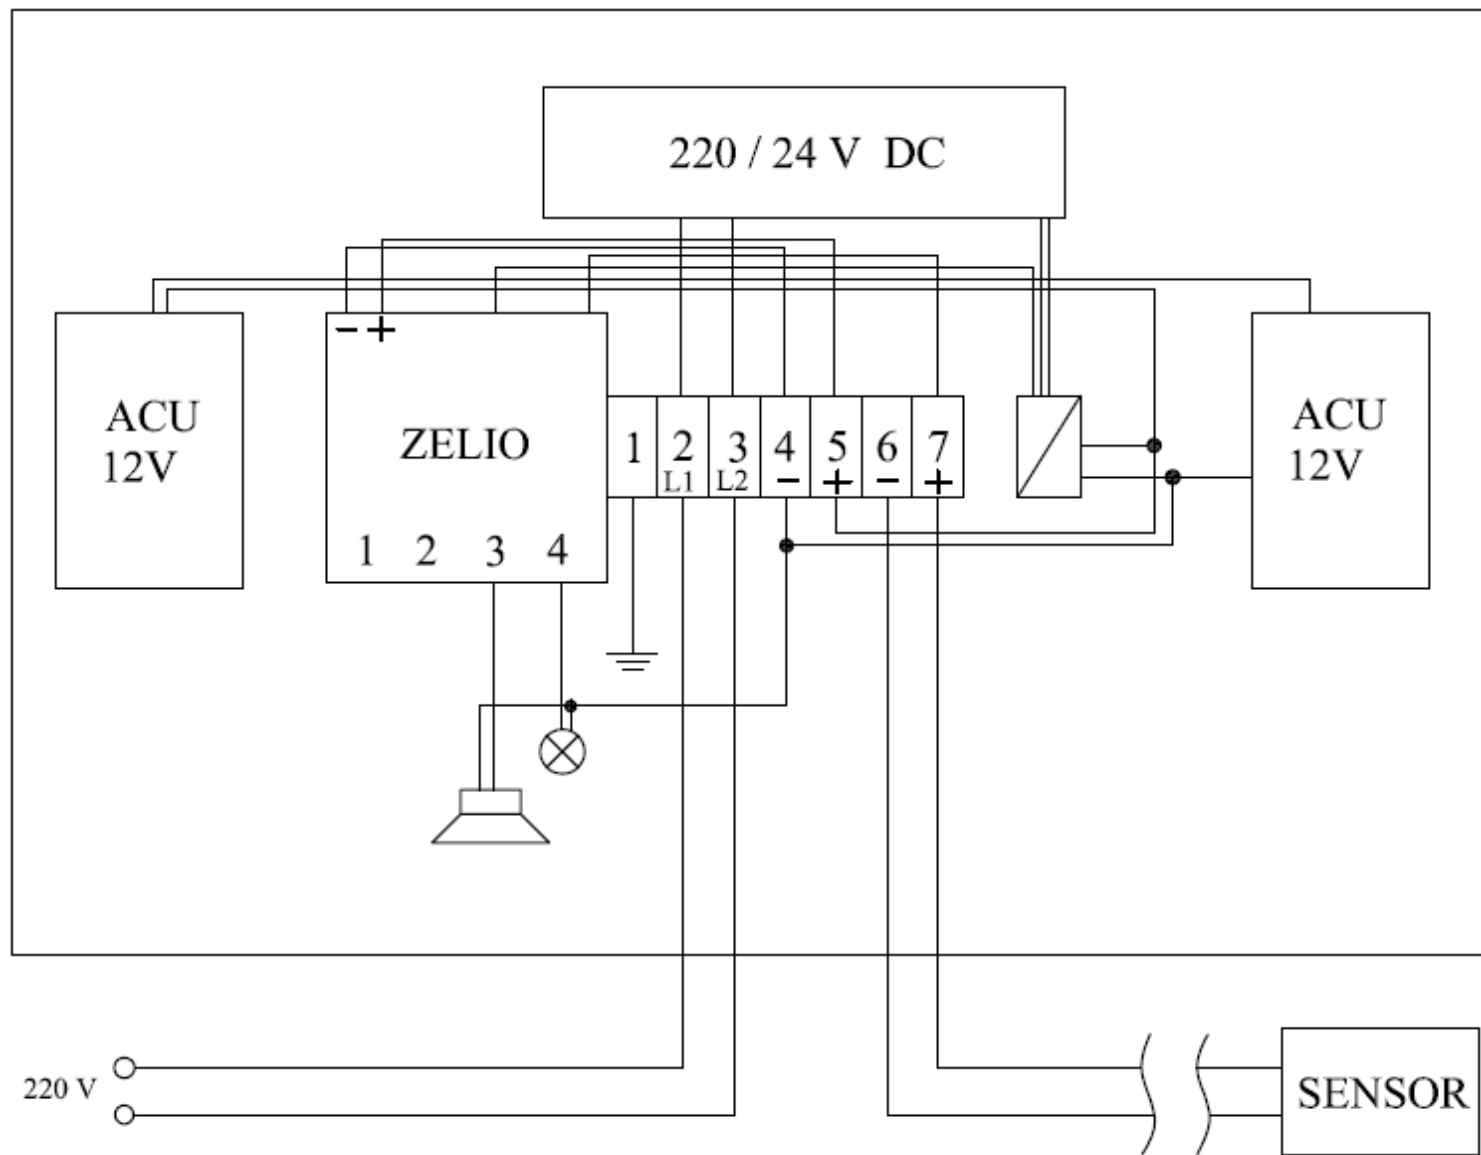 220 / 24 V DC
- +
ACU
12V
ZELIO
1 2 3 4 5 6 7
L1 L2 - + - +
ACU
12V
1 2 3 4
220 V
SENSOR